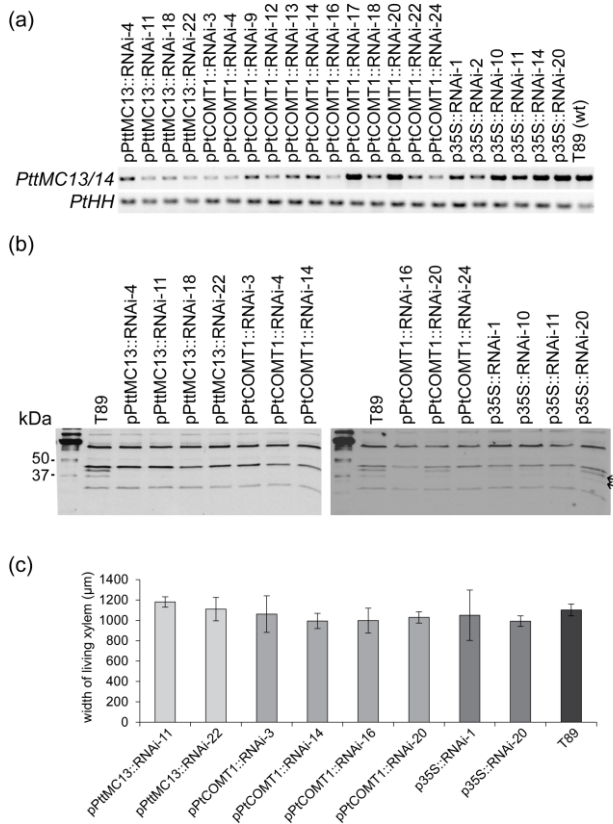 (a)
pPttMC13::RNAi-4
pPttMC13::RNAi-11
pPttMC13::RNAi-18
pPttMC13::RNAi-22
pPtCOMT1::RNAi-3
pPtCOMT1::RNAi-4
pPtCOMT1::RNAi-9
pPtCOMT1::RNAi-12
pPtCOMT1::RNAi-13
pPtCOMT1::RNAi-14
pPtCOMT1::RNAi-16
pPtCOMT1::RNAi-17
pPtCOMT1::RNAi-18
pPtCOMT1::RNAi-20
pPtCOMT1::RNAi-22
pPtCOMT1::RNAi-24
p35S::RNAi-1
p35S::RNAi-2
p35S::RNAi-10
p35S::RNAi-11
p35S::RNAi-14
p35S::RNAi-20
T89 (wt)
PttMC13/14
PtHH
(b)
T89
pPttMC13::RNAi-4
pPttMC13::RNAi-11
pPttMC13::RNAi-18
pPttMC13::RNAi-22
pPtCOMT1::RNAi-3
pPtCOMT1::RNAi-4
pPtCOMT1::RNAi-14
T89
pPtCOMT1::RNAi-16
pPtCOMT1::RNAi-20
pPtCOMT1::RNAi-24
p35S::RNAi-1
p35S::RNAi-10
p35S::RNAi-11
p35S::RNAi-20
kDa
50-
37-
(c)
width of living xylem (µm)
1400
1200
1000
800
600
400
200
0
pPttMC13::RNAi-11
pPttMC13::RNAi-22
pPtCOMT1::RNAi-3
pPtCOMT1::RNAi-14
pPtCOMT1::RNAi-16
pPtCOMT1::RNAi-20
p35S::RNAi-1
p35S::RNAi-20
T89